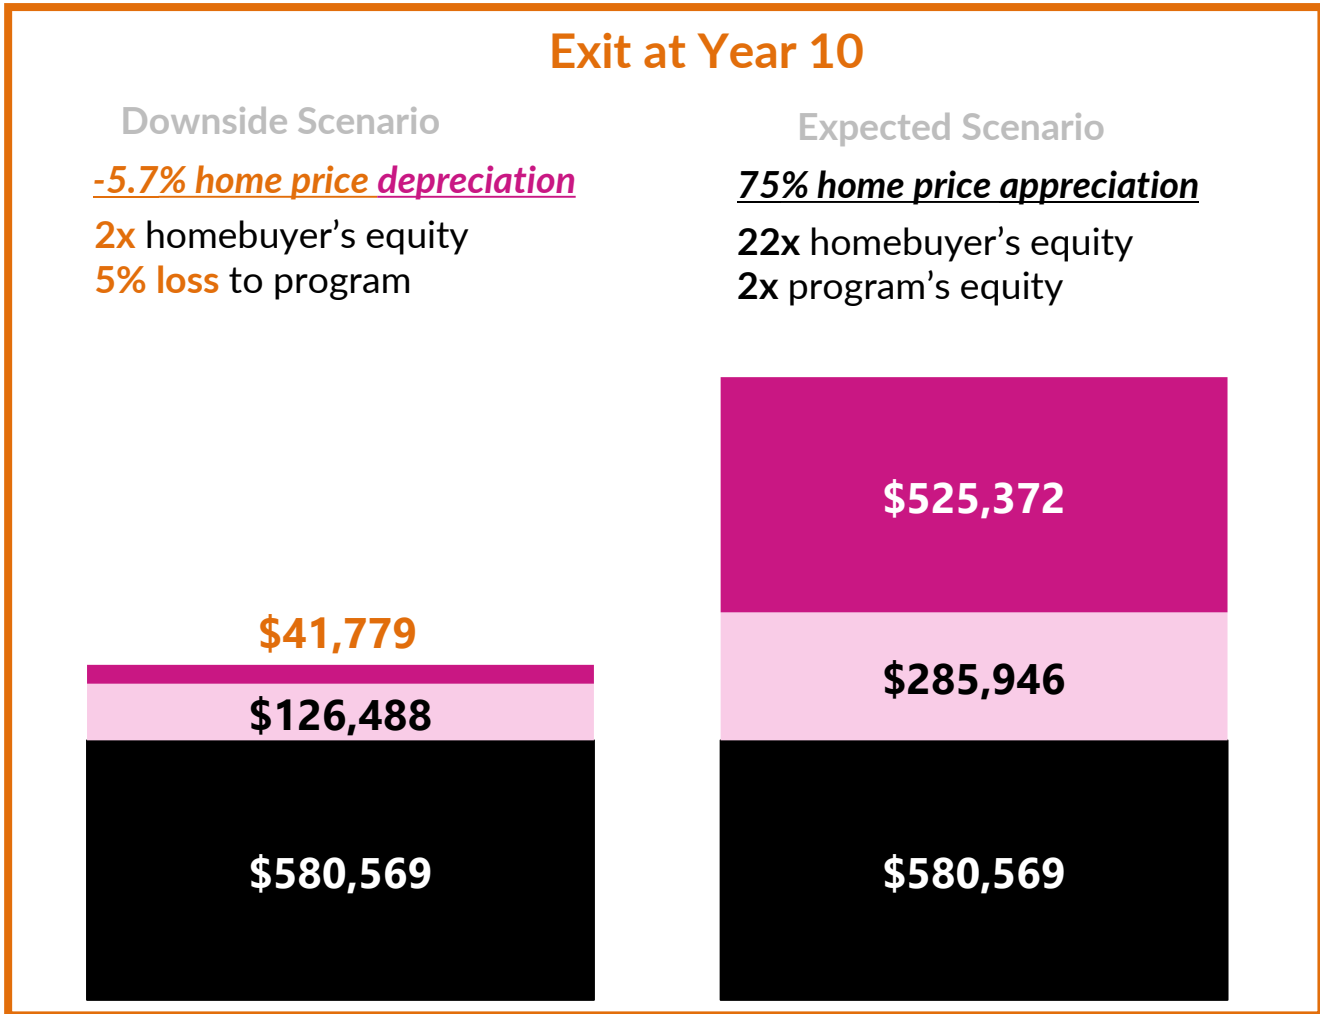 Exit at Year 10
Downside Scenario
-5.7% home price depreciation
2x homebuyer’s equity
5% loss to program
$41,779
$126,488
$580,569
Expected Scenario
75% home price appreciation
22x homebuyer’s equity
2x program’s equity
$525,372
$285,946
$580,569